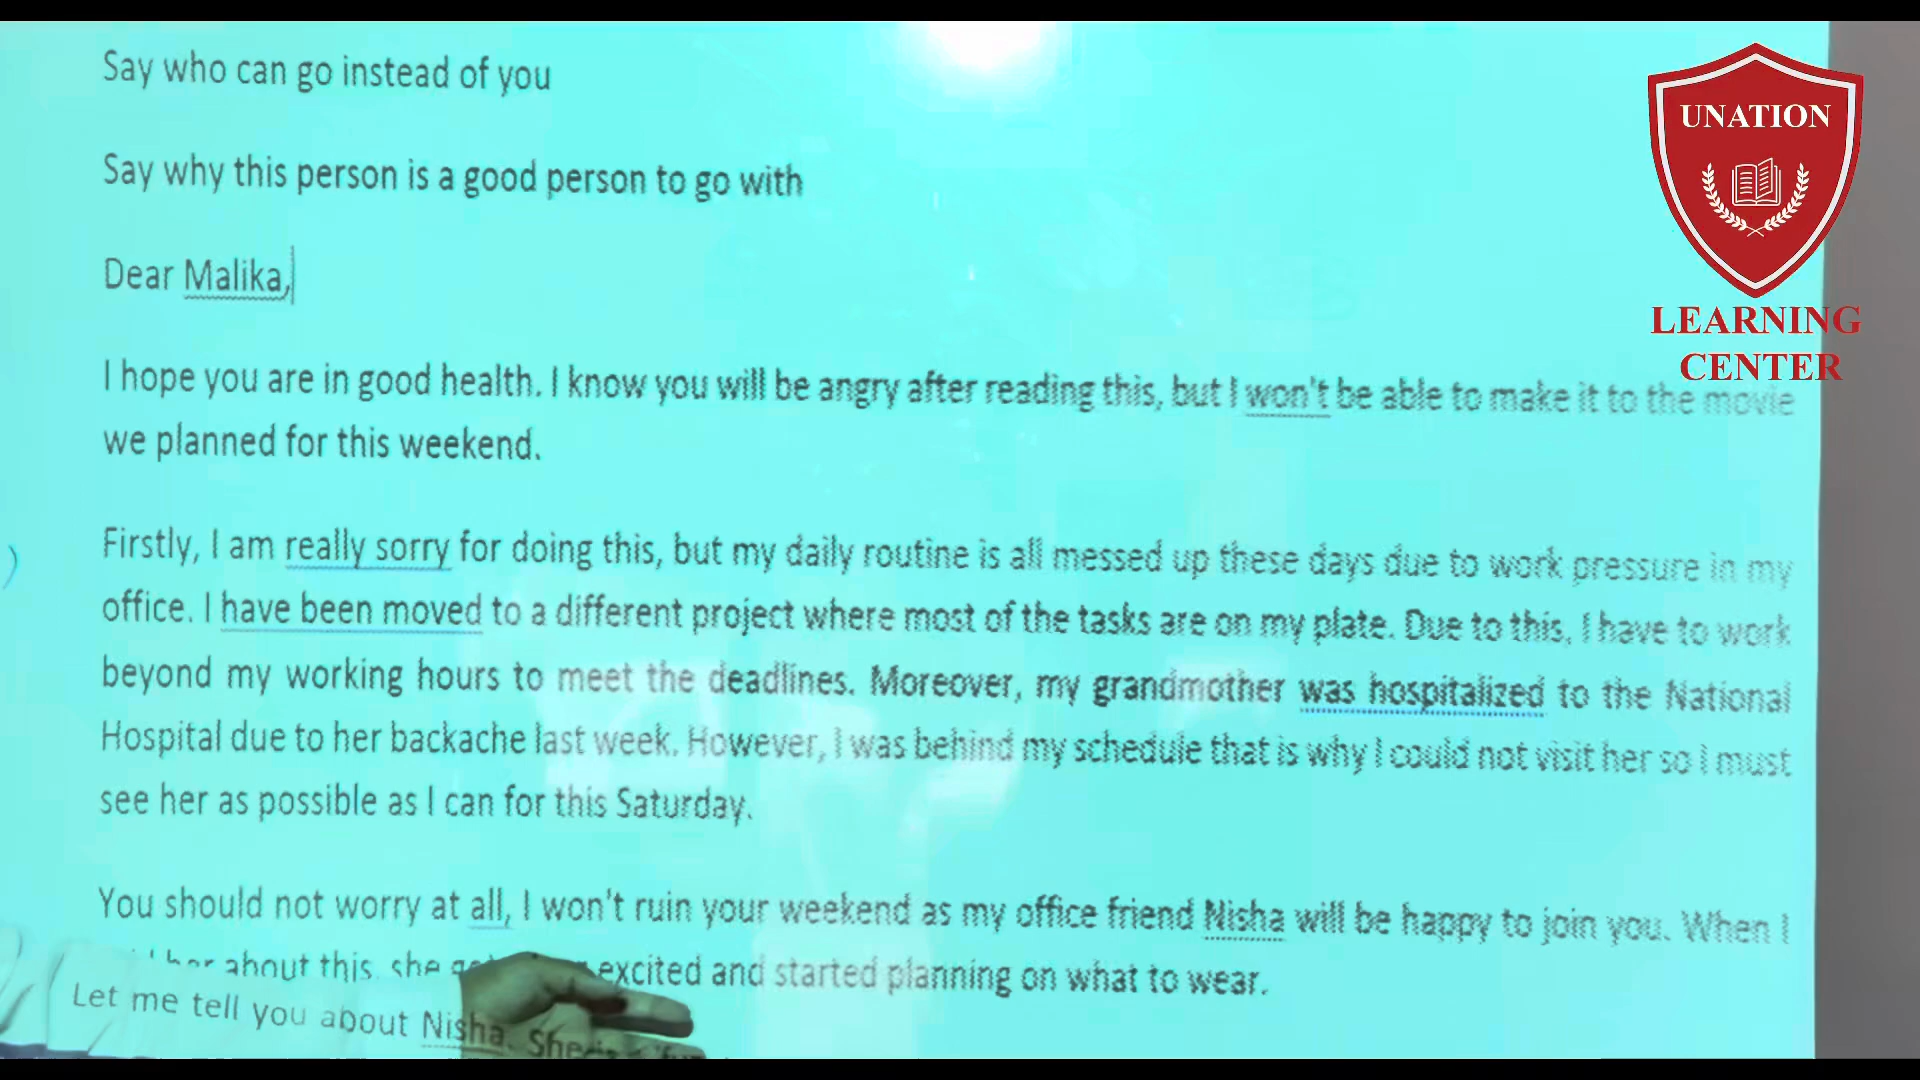 Say who can go instead of you
Say why this person is a good person to go with
Dear Malika,
I hope you are in good health. I know you will be angry after reading this, but I won't be able to make it to the movie
we planned for this weekend.
Firstly, I am really sorry for doing this, but my daily routine is all messed up these days due to work pressure in my
office. I have been moved to a different project where most of the tasks are on my plate. Due to this, I have to work
beyond my working hours to meet the deadlines. Moreover, my grandmother was hospitalized to the National
Hospital due to her backache last week. However, I was behind my schedule that is why I could not visit her so I must
see her as possible as I can for this Saturday.
You should not worry at all, I won't ruin your weekend as my office friend Nisha will be happy to join you. When I
her about this, she excited and started planning on what to wear.
Let me tell you about Nisha. She
UNATION
LEARNING
CENTER